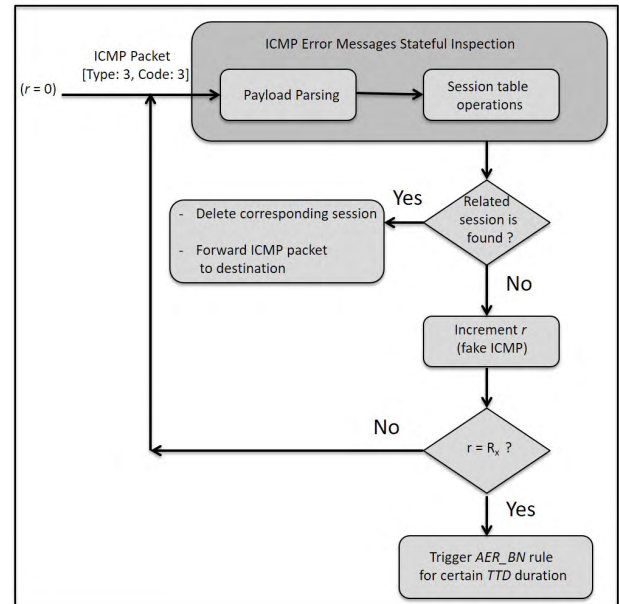 ICMP Error Messages Stateful Inspection
ICMP Packet
[Type: 3, Code: 3]
(r = 0)
Payload Parsing
Session table
operations
Related
session is
found ?
Yes
- Delete corresponding session
- Forward ICMP packet
to destination
No
Increment r
(fake ICMP)
r = Rx ?
No
Yes
Trigger AER_BN rule
for certain TTD duration